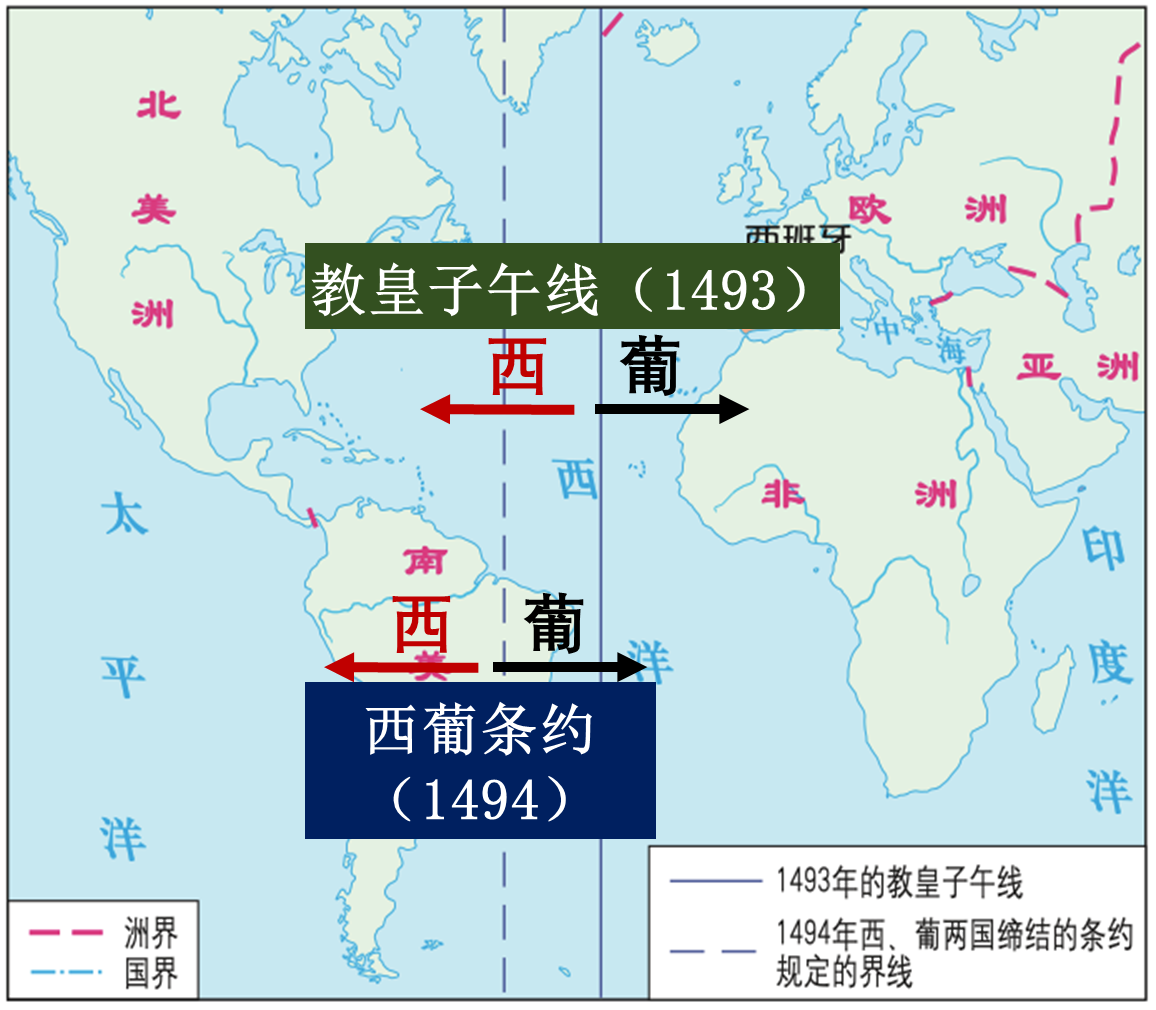 北
美
洲
欧洲
西班牙
教皇子午线（1493）
中
海
亚洲
西
葡
西
非洲
太
平
洋
印
度
洋
南
西
葡
美
洋
西葡条约
（1494）
1493年的教皇子午线
1494年西、葡两国缔结的条约
规定的界线
洲界
国界